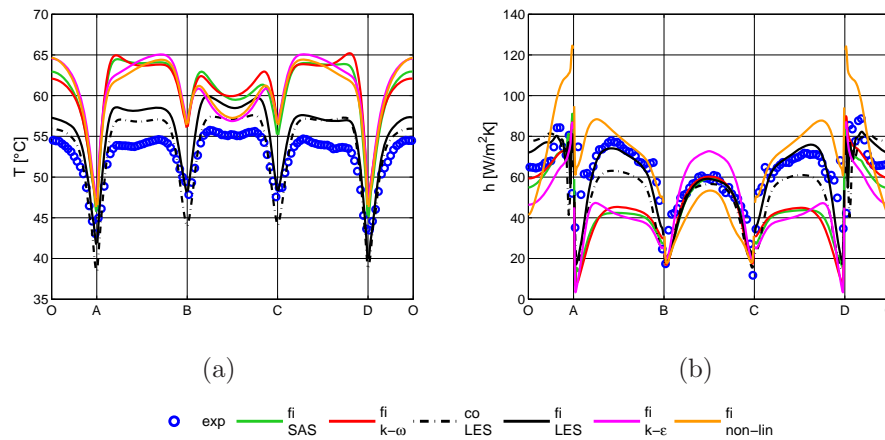 70
65
60
55
50
45
40
35
T [°C]
O A B C D O
(a)
140
120
100
80
60
40
20
0
h [W/m²K]
O A B C D
(b)
exp
fi
SAS
fi
k-ω
co
LES
fi
LES
fi
k-ε
fi
non-lin